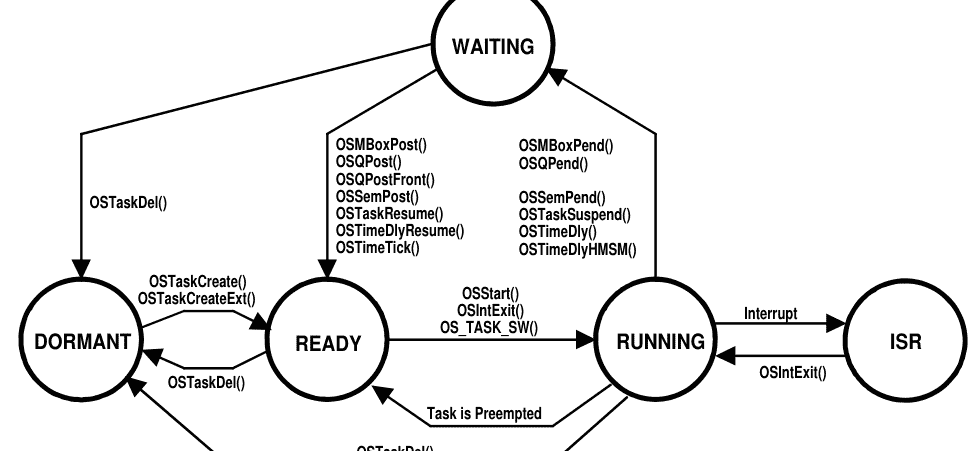 WAITING
OSMBoxPost()
OSQPost()
OSQPostFront()
OSSemPost()
OSTaskResume()
OSTimeDlyResume()
OSTimeTick()
OSMBoxPend()
OSQPend()
OSSemPend()
OSTaskSuspend()
OSTimeDly()
OSTimeDlyHMSM()
OSTaskDel()
OSTaskCreate()
OSTaskCreateExt()
OSStart()
OSIntExit()
OS_TASK_SW()
Interrupt
DORMANT
READY
RUNNING
ISR
OSIntExit()
OSTaskDel()
Task is Preempted
OSTaskDel()